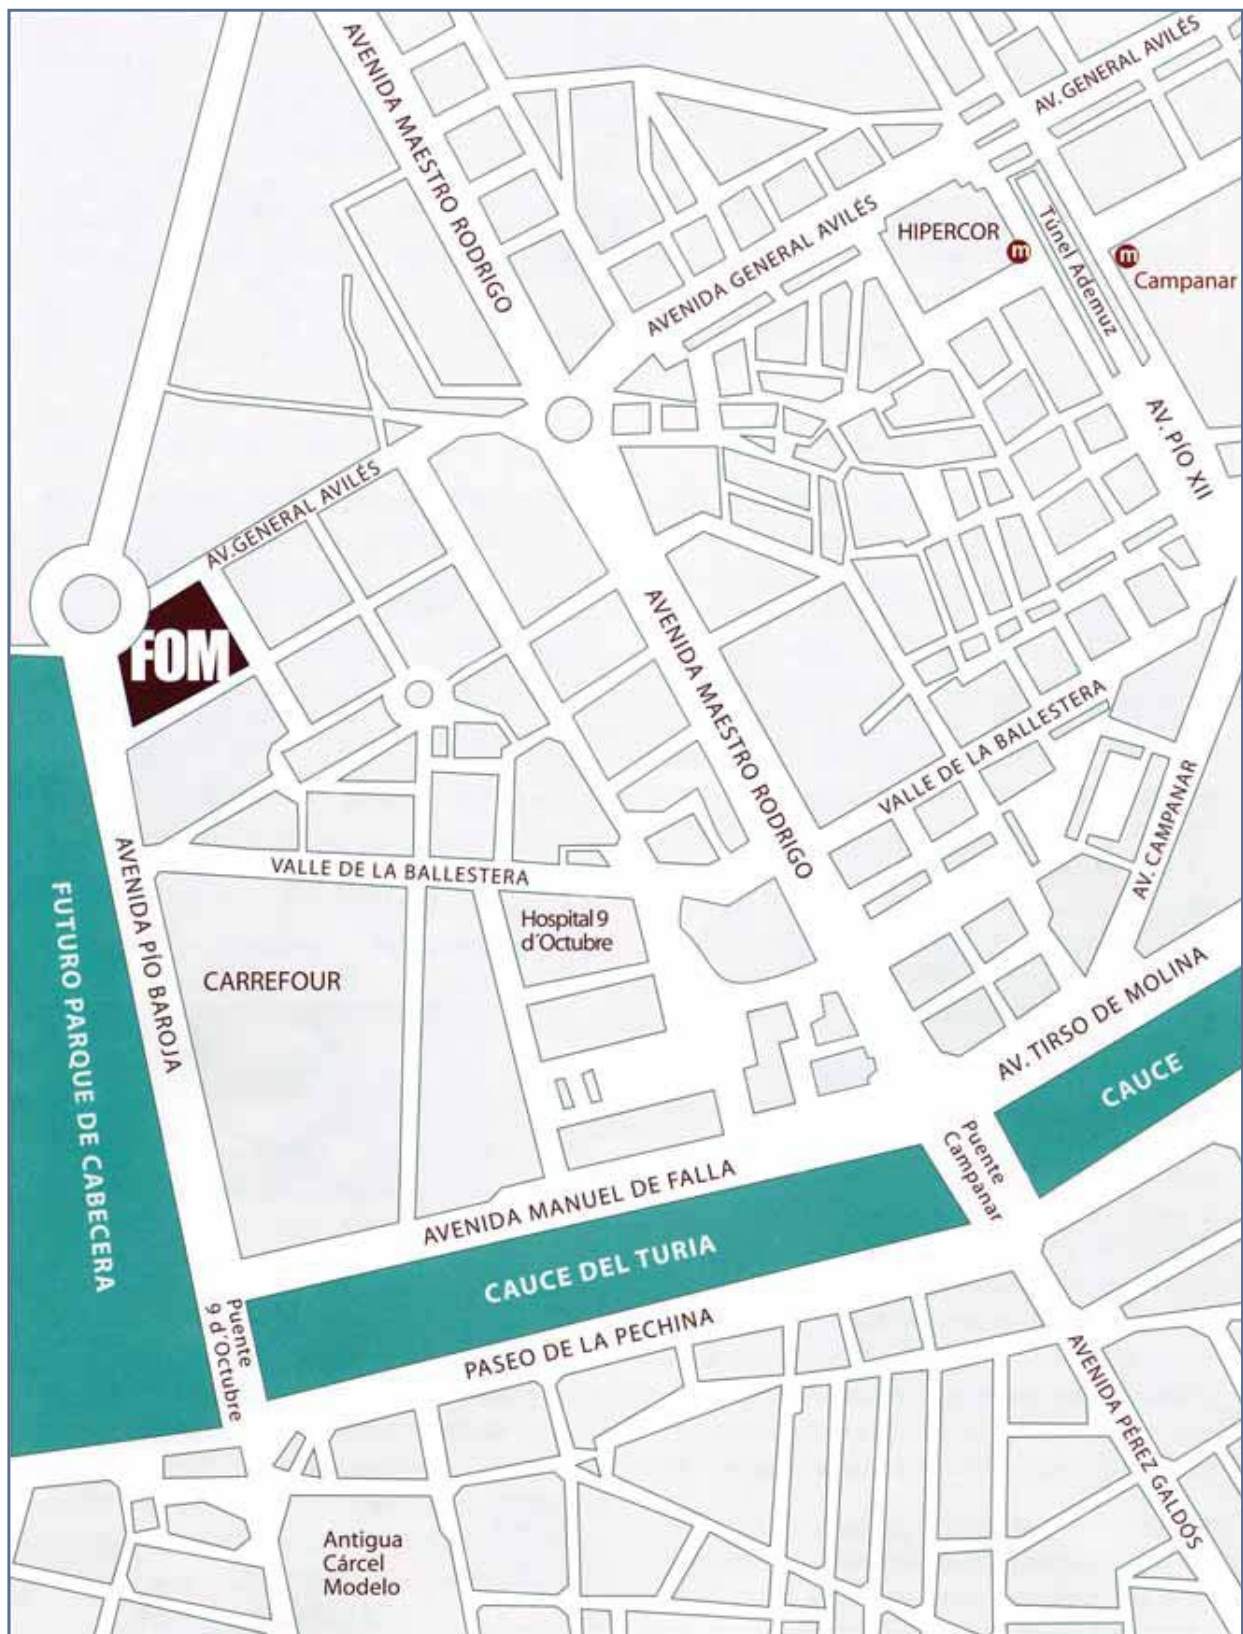 AV. GENERAL AVILÉS
AVENIDA MAESTRO RODRIGO
AVENIDA GENERAL AVILÉS
HIPERCOR
m
Túnel Ademuz
m
Campanar
AV. PÍO XII
AV. GENERAL AVILÉS
FOM
AVENIDA MAESTRO RODRIGO
VALLE DE LA BALLESTERA
AV. CAMPANAR
AVENIDA PÍO BAROJA
VALLE DE LA BALLESTERA
Hospital 9
d´Octubre
CARREFOUR
FUTURO PARQUE DE CABECERA
AV. TIRSO DE MOLINA
CAUCE
Puente
Campanar
AVENIDA MANUEL DE FALLA
CAUCE DEL TURIA
Puente
9 d´Octubre
PASEO DE LA PECHINA
AVENIDA PÉREZ GALDÓS
Antigua
Cárcel
Modelo